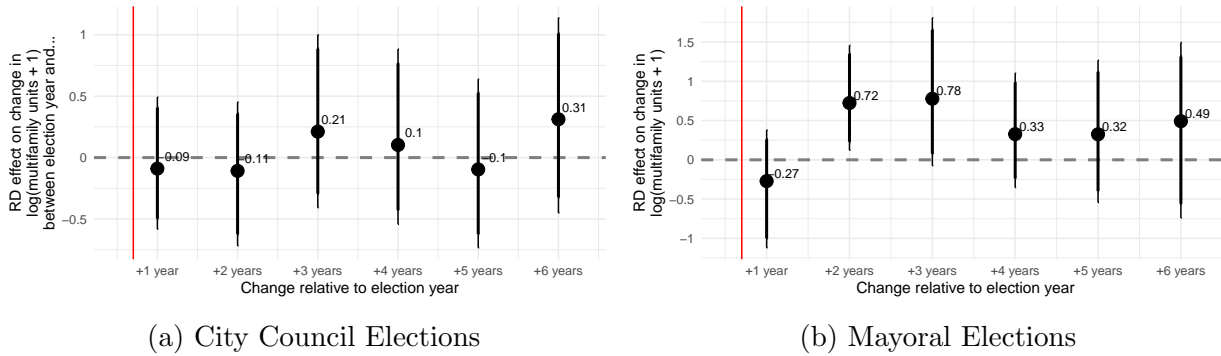 RD effect on change in
log(multifamily units + 1)
between election year and...
1
0.5
0
−0.5
−0.09
−0.11
0.21
0.1
−0.1
0.31
+1 year +2 years +3 years +4 years +5 years +6 years
Change relative to election year
(a) City Council Elections
RD effect on change in
log(multifamily units + 1)
1.5
1
0.5
0
−0.5
−1
−0.27
0.72
0.78
0.33
0.32
0.49
+1 year +2 years +3 years +4 years +5 years +6 years
Change relative to election year
(b) Mayoral Elections